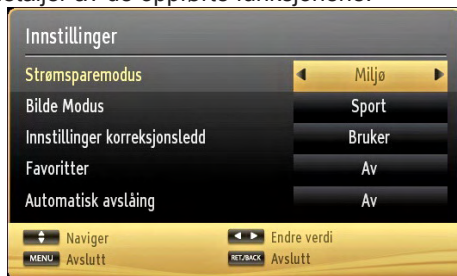 Innstillinger
Strømsparemodus Miljø
Bilde Modus Sport
Innstillinger korreksjonsledd Bruker
Favoritter Av
Automatisk avslåing Av
Naviger Endre verdi
MENU Avslutt RET./BACK Avslutt